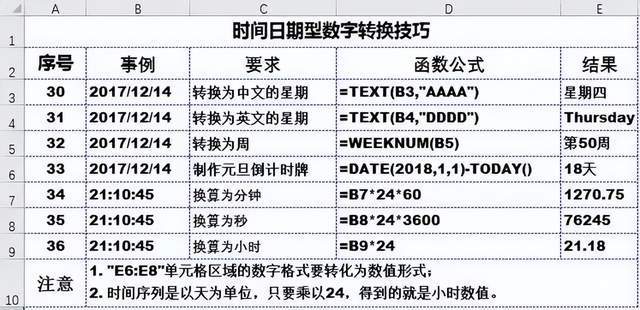 A B C D E
1 时间日期型数字转换技巧
2 序号 事例 要求 函数公式 结果
3 30 2017/12/14 转换为中文的星期 =TEXT(B3,"AAAA") 星期四
4 31 2017/12/14 转换为英文的星期 =TEXT(B4,"DDDD") Thursday
5 32 2017/12/14 转换为周 =WEEKNUM(B5) 第50周
6 33 2017/12/14 制作元旦倒计时牌 =DATE(2018,1,1)-TODAY() 18天
7 34 21:10:45 换算为分钟 =B7*24*60 1270.75
8 35 21:10:45 换算为秒 =B8*24*3600 76245
9 36 21:10:45 换算为小时 =B9*24 21.18
10 注意 1. "E6:E8"单元格区域的数字格式要转化为数值形式；
2. 时间序列是以天为单位，只要乘以24，得到的就是小时数值。